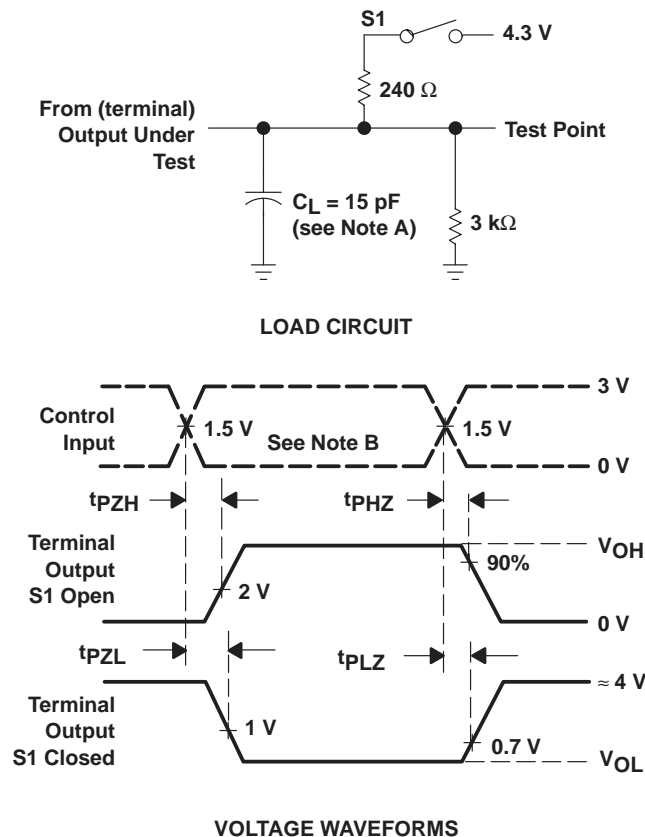 S1
4.3 V
240 Ω
From (terminal)
Output Under
Test
Test Point
CL = 15 pF
(see Note A)
3 kΩ
LOAD CIRCUIT
Control
Input
3 V
1.5 V
See Note B
1.5 V
0 V
tPZH
tPHZ
Terminal
Output
S1 Open
VOH
90%
2 V
0 V
tPZL
tPLZ
Terminal
Output
S1 Closed
≈ 4 V
1 V
0.7 V
VOL
VOLTAGE WAVEFORMS